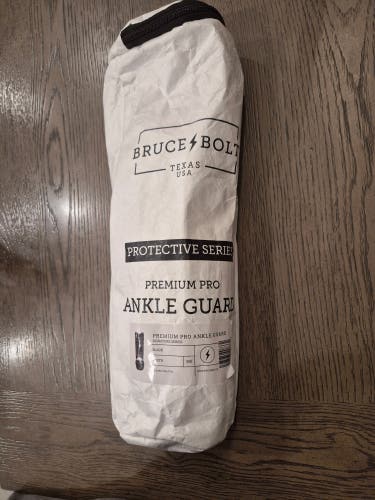 BRUCE BOLT
TEXAS
USA
PROTECTIVE SERIES
PREMIUM PRO
ANKLE GUARD
PREMIUM PRO ANKLE GUARD